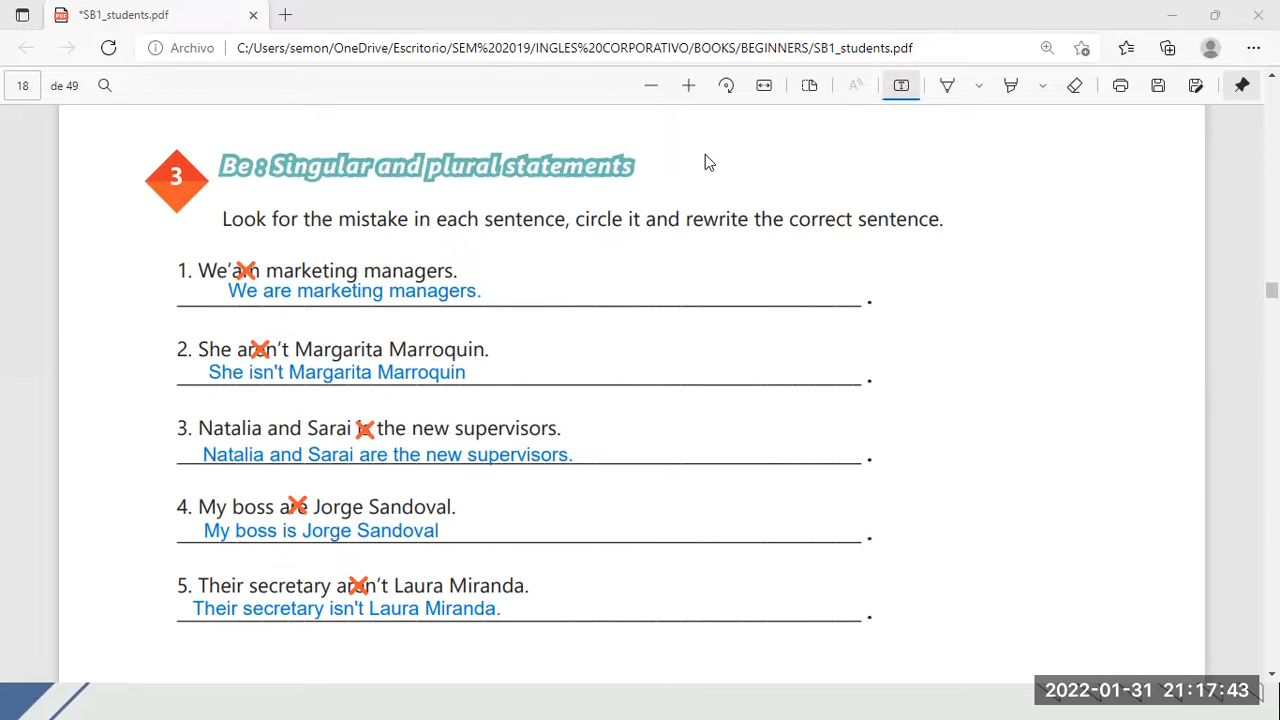 *SB1_students.pdf
Archivo C:/Users/semon/OneDrive/Escritorio/SEM%202019/INGLES%20CORPORATIVO/BOOKS/BEGINNERS/SB1_students.pdf
18 de 49
3 Be : Singular and plural statements
Look for the mistake in each sentence, circle it and rewrite the correct sentence.
1. We'am marketing managers.
We are marketing managers.
2. She aren't Margarita Marroquin.
She isn't Margarita Marroquin
3. Natalia and Sarai is the new supervisors.
Natalia and Sarai are the new supervisors.
4. My boss are Jorge Sandoval.
My boss is Jorge Sandoval
5. Their secretary aren't Laura Miranda.
Their secretary isn't Laura Miranda.
2022-01-31 21:17:43